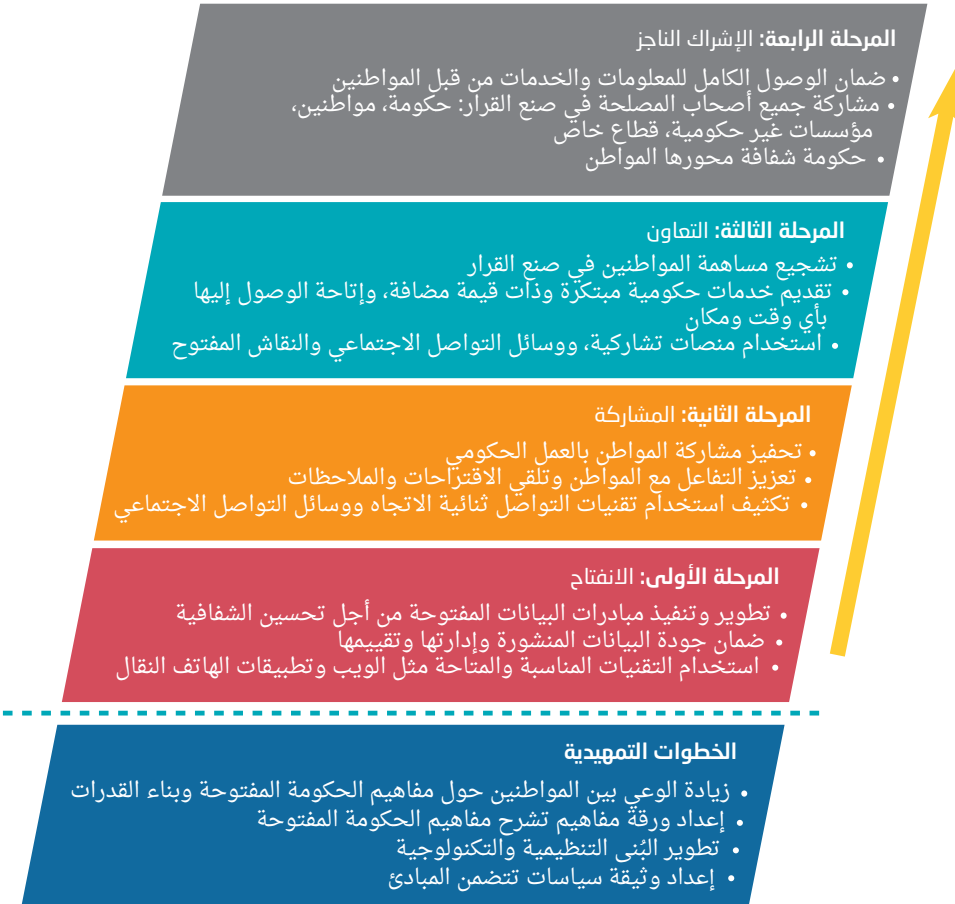 المرحلة الرابعة: الإشراك الناجز
• ضمان الوصول الكامل للمعلومات والخدمات من قبل المواطنين
• مشاركة جميع أصحاب المصلحة في صنع القرار: حكومة، مواطنين،
مؤسسات غير حكومية، قطاع خاص
• حكومة شفافة محورها المواطن
المرحلة الثالثة: التعاون
• تشجيع مساهمة المواطنين في صنع القرار
• تقديم خدمات حكومية مبتكرة وذات قيمة مضافة، وإتاحة الوصول إليها
بأي وقت ومكان
• استخدام منصات تشاركية، ووسائل التواصل الاجتماعي والنقاش المفتوح
المرحلة الثانية: المشاركة
• تحفيز مشاركة المواطن بالعمل الحكومي
• تعزيز التفاعل مع المواطن وتلقي الاقتراحات والملاحظات
• تكثيف استخدام تقنيات التواصل ثنائية الاتجاه ووسائل التواصل الاجتماعي
المرحلة الأولى: الانفتاح
• تطوير وتنفيذ مبادرات البيانات المفتوحة من أجل تحسين الشفافية
• ضمان جودة البيانات المنشورة وإدارتها وتقييمها
• استخدام التقنيات المناسبة والمتاحة مثل الويب وتطبيقات الهاتف النقال
الخطوات التمهيدية
• زيادة الوعي بين المواطنين حول مفاهيم الحكومة المفتوحة وبناء القدرات
• إعداد ورقة مفاهيم تشرح مفاهيم الحكومة المفتوحة
• تطوير البُنى التنظيمية والتكنولوجية
• إعداد وثيقة سياسات تتضمن المبادئ